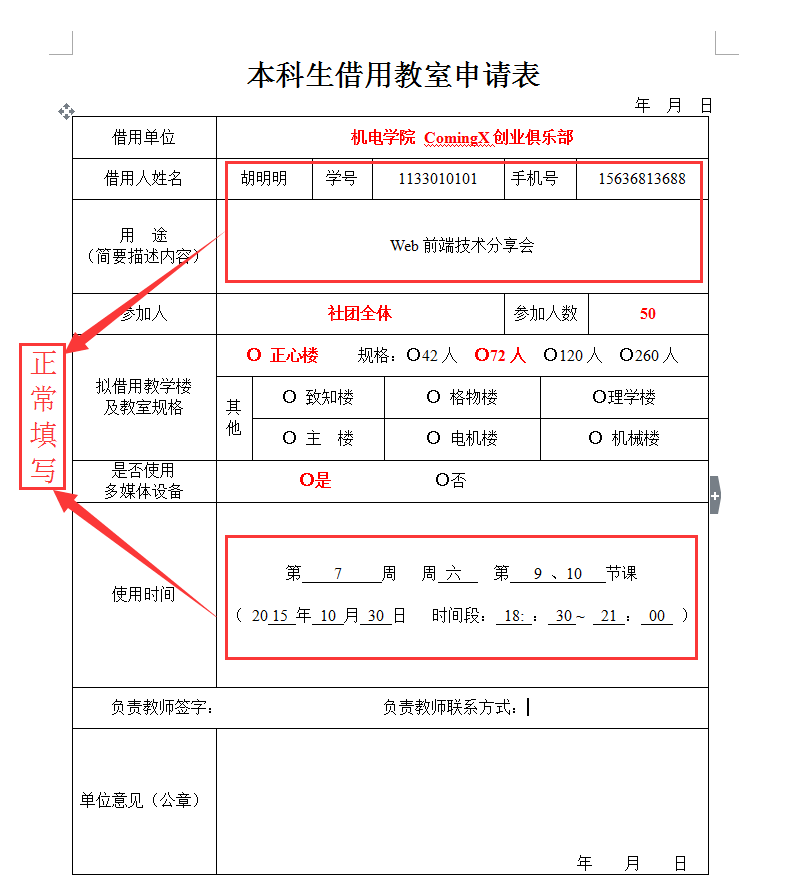 本科生借用教室申请表
年 月 日
借用单位 机电学院 ComingX创业俱乐部
借用人姓名 胡明明 学号 1133010101 手机号 15636813688
用 途
（简要描述内容）
Web 前端技术分享会
参加人 社团全体 参加人数 50
正常填写
拟借用教学楼
及教室规格
O 正心楼 规格：O42 人 O72 人 O120 人 O260 人
其他
O 致知楼 O 格物楼 O理学楼
O 主 楼 O 电机楼 O 机械楼
是否使用
多媒体设备
O是 O否
使用时间
第 7 周 周 六 第 9 、10 节课
（ 20 15 年 10 月 30 日 时间段： 18: ： 30 ~ 21 ： 00 ）
负责教师签字： 负责教师联系方式：
单位意见（公章）
年 月 日